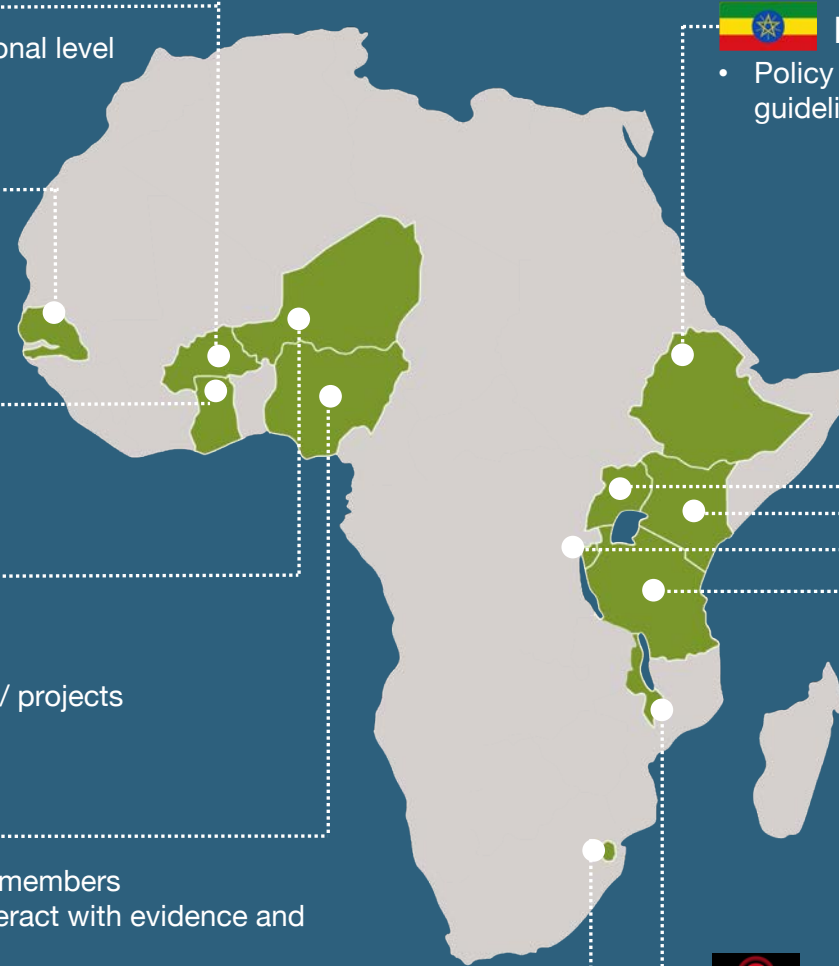 onal level
• Policy
guideli
/ projects
members
eract with evidence and